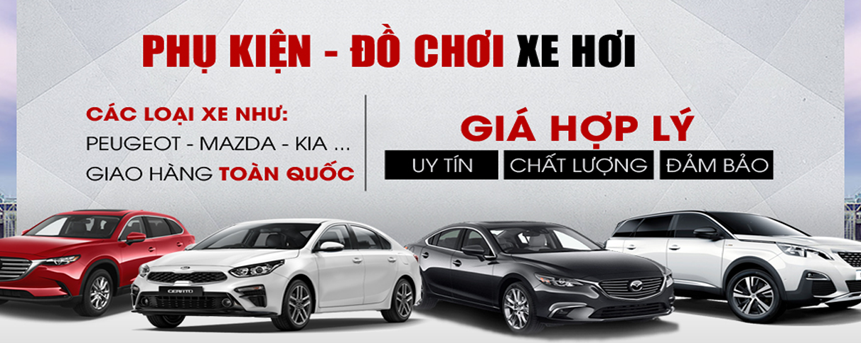 PHỤ KIỆN - ĐỒ CHƠI XE HƠI
CÁC LOẠI XE NHƯ:
PEUGEOT - MAZDA - KIA ...
GIAO HÀNG TOÀN QUỐC
GIÁ HỢP LÝ
UY TÍN CHẤT LƯỢNG ĐẢM BẢO
CERATO